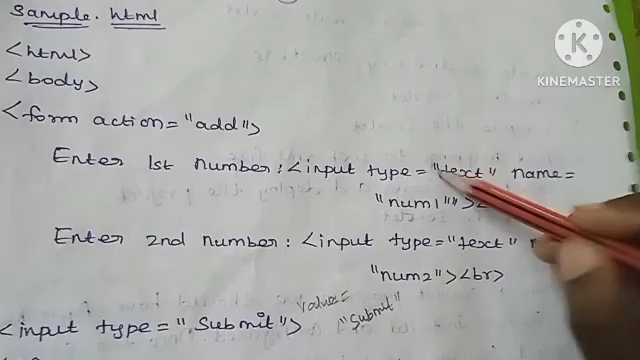 Sample.html
KINEMASTER
<html>
<body>
<form action="add">
Enter 1st number:<input type="text" name=
"num1"">
Enter 2nd number: <input type="text"
"num2"><br>
value=
<input type="Submit"> "Submit"